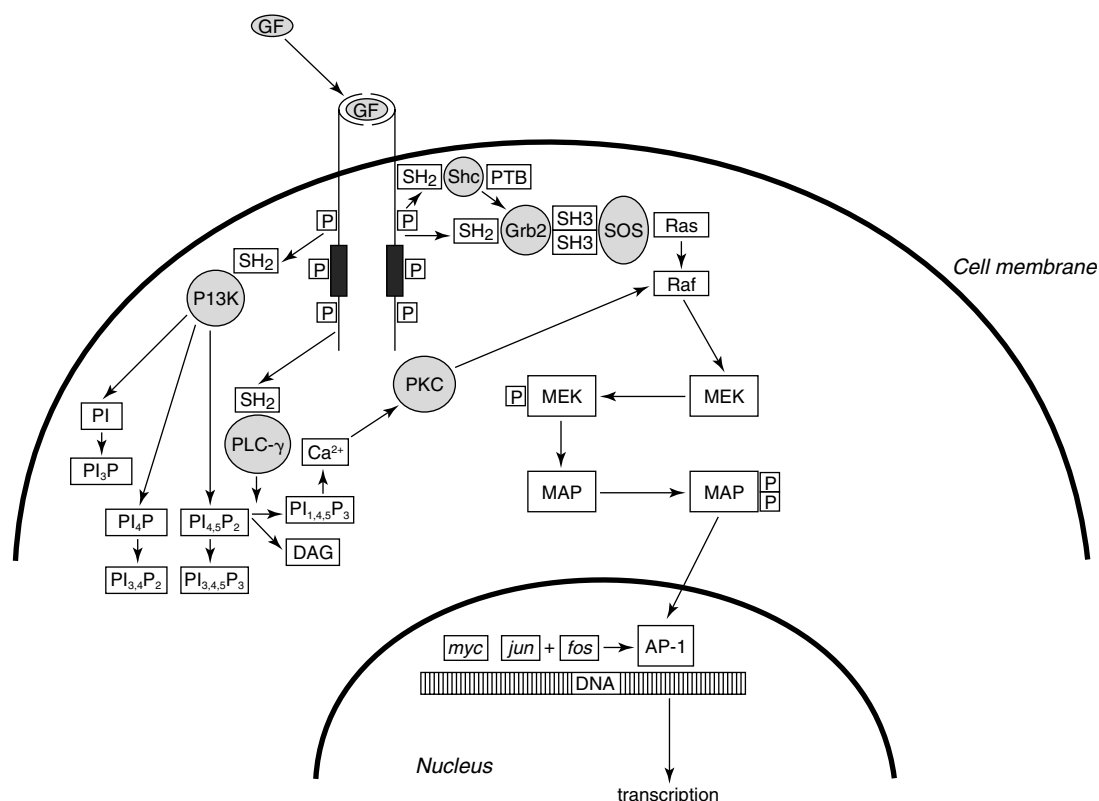 GF
GF
SH₂ Shc PTB
P P SH₂ Grb2 SH3 SOS Ras
SH3
SH₂
P P
Cell membrane
P13K
Raf
P P
PKC
P MEK MEK
SH₂
PI
PLC-γ Ca²⁺
PI₃P
MAP MAP P
P
PI₄P PI₄,₅P₂ PI₁,₄,₅P₃
DAG
PI₃,₄P₂ PI₃,₄,₅P₃
myc jun + fos AP-1
DNA
Nucleus
transcription